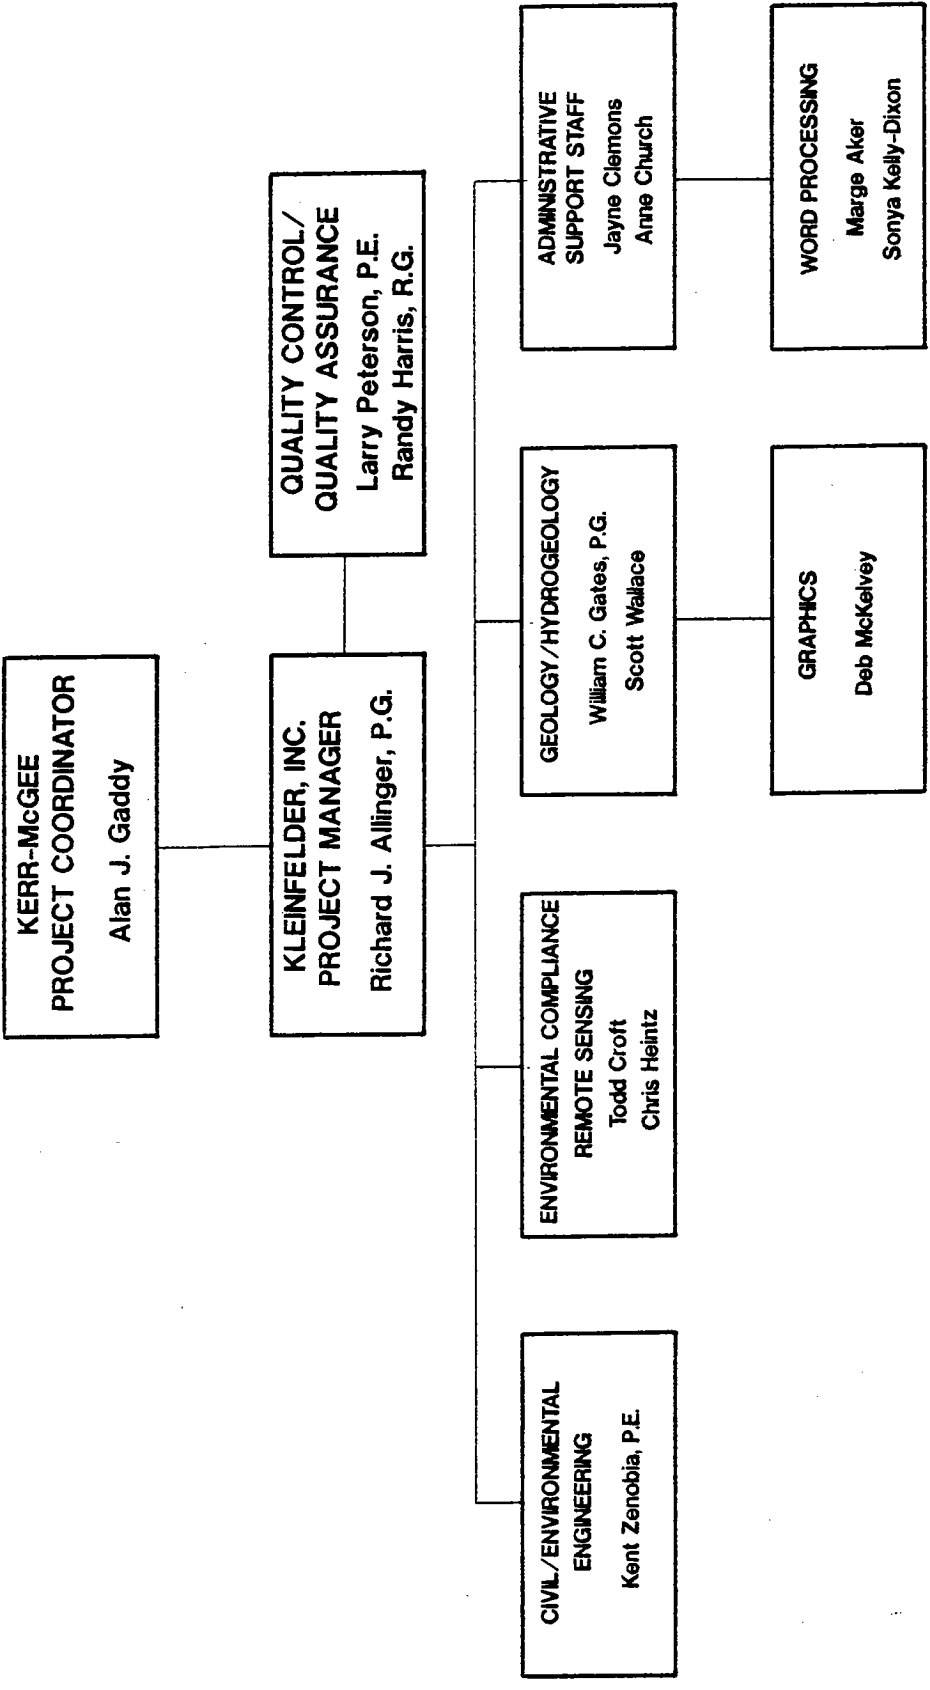 KERR-McGEE
PROJECT COORDINATOR
Alan J. Gaddy
KLEINFELDER, INC.
PROJECT MANAGER
Richard J. Allinger, P.G.
QUALITY CONTROL/
QUALITY ASSURANCE
Larry Peterson, P.E.
Randy Harris, R.G.
CIVIL/ENVIRONMENTAL
ENGINEERING
Kent Zenobia, P.E.
ENVIRONMENTAL COMPLIANCE
REMOTE SENSING
Todd Croft
Chris Heintz
GEOLOGY/HYDROGEOLOGY
William C. Gates, P.G.
Scott Wallace
ADMINISTRATIVE
SUPPORT STAFF
Jayne Clemons
Anne Church
GRAPHICS
Deb McKelvey
WORD PROCESSING
Marge Aker
Sonya Kelly-Dixon